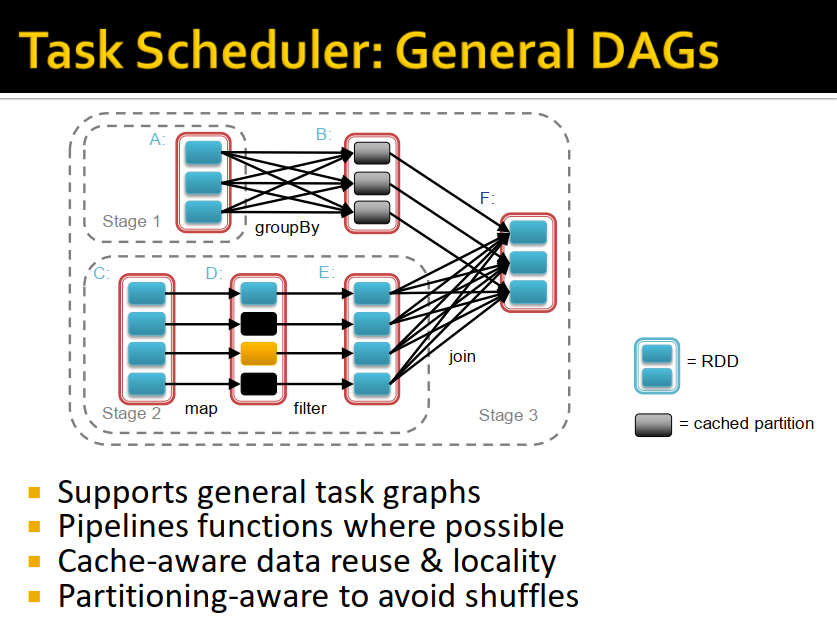 Task Scheduler: General DAGs
A:
B:
Stage 1
groupBy
F:
C:
D:
E:
Stage 2
map
filter
join
Stage 3
= RDD
= cached partition
Supports general task graphs
Pipelines functions where possible
Cache-aware data reuse & locality
Partitioning-aware to avoid shuffles